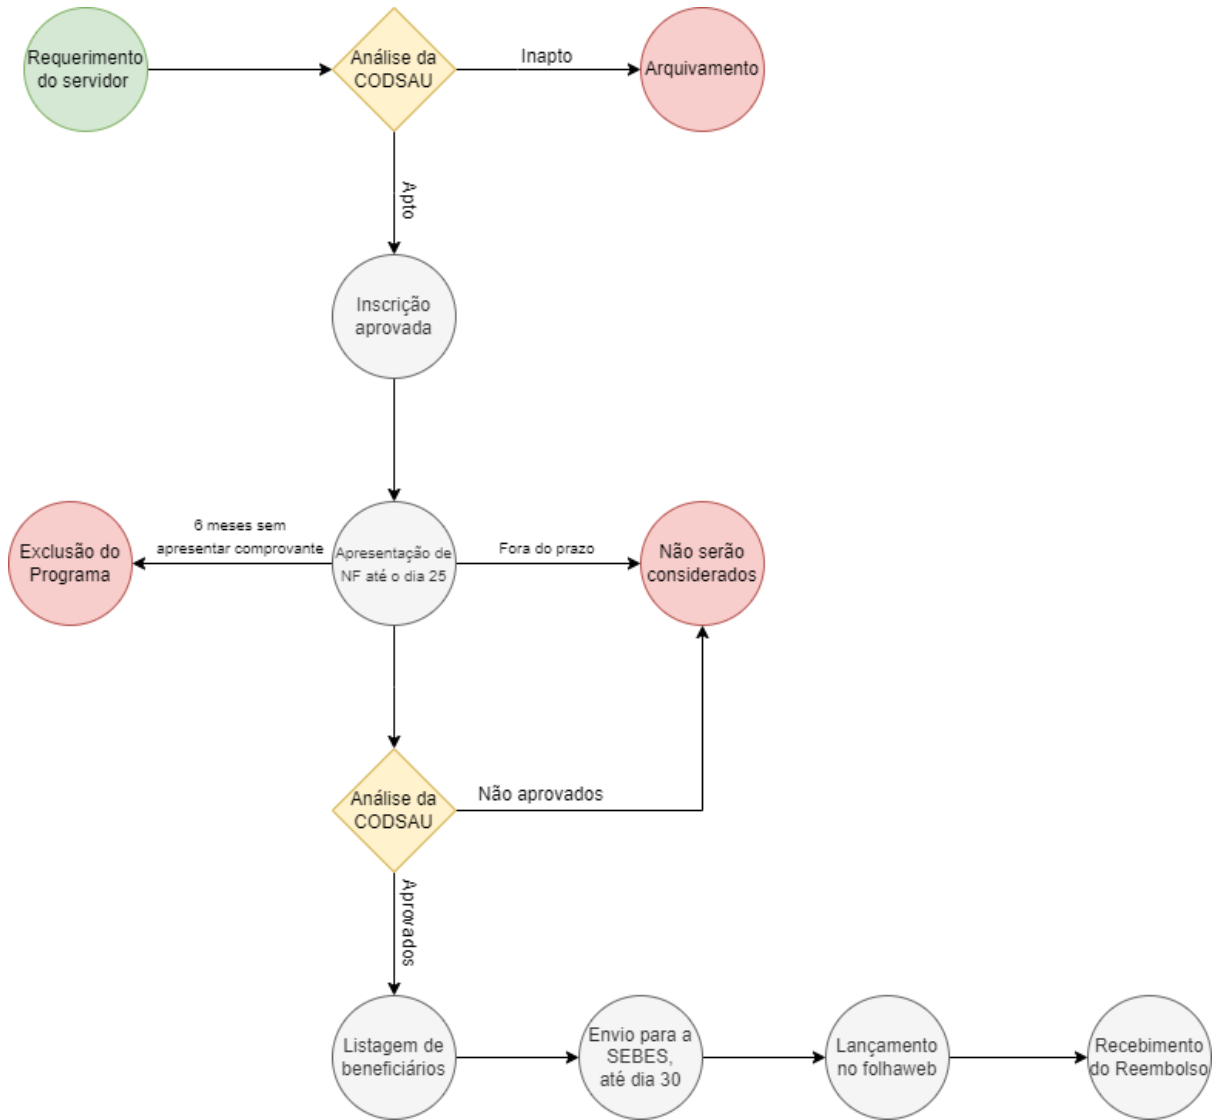 Requerimento
do servidor
Análise da
CODSAU
Inapto
Arquivamento
Apto
Inscrição
aprovada
6 meses sem
apresentar comprovante
Exclusão do
Programa
Apresentação de
NF até o dia 25
Fora do prazo
Não serão
considerados
Análise da
CODSAU
Não aprovados
Aprovados
Listagem de
beneficiários
Envio para a
SEBES,
até dia 30
Lançamento
no folhaweb
Recebimento
do Reembolso